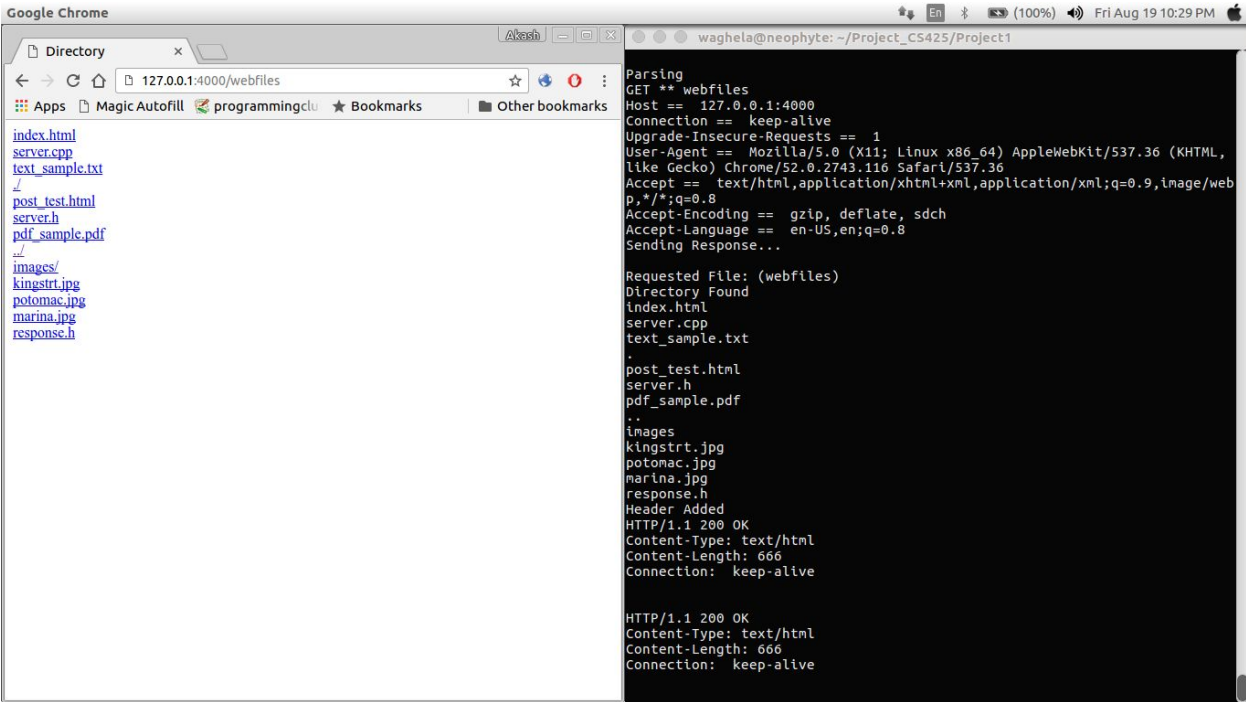 Google Chrome
En (100%) Fri Aug 19 10:29 PM
Akash
Directory
127.0.0.1:4000/webfiles
Apps Magic Autofill programmingclu Bookmarks Other bookmarks
index.html
server.cpp
text_sample.txt
./
post_test.html
server.h
pdf_sample.pdf
../
images/
kingstrt.jpg
potomac.jpg
marina.jpg
response.h
waghela@neophyte: ~/Project_CS425/Project1
Parsing
GET ** webfiles
Host ==  127.0.0.1:4000
Connection ==  keep-alive
Upgrade-Insecure-Requests ==  1
User-Agent ==  Mozilla/5.0 (X11; Linux x86_64) AppleWebKit/537.36 (KHTML,
like Gecko) Chrome/52.0.2743.116 Safari/537.36
Accept ==  text/html,application/xhtml+xml,application/xml;q=0.9,image/web
p,*/*;q=0.8
Accept-Encoding ==  gzip, deflate, sdch
Accept-Language ==  en-US,en;q=0.8
Sending Response...
Requested File: (webfiles)
Directory Found
index.html
server.cpp
text_sample.txt
.
post_test.html
server.h
pdf_sample.pdf
..
images
kingstrt.jpg
potomac.jpg
marina.jpg
response.h
Header Added
HTTP/1.1 200 OK
Content-Type: text/html
Content-Length: 666
Connection:  keep-alive
HTTP/1.1 200 OK
Content-Type: text/html
Content-Length: 666
Connection:  keep-alive